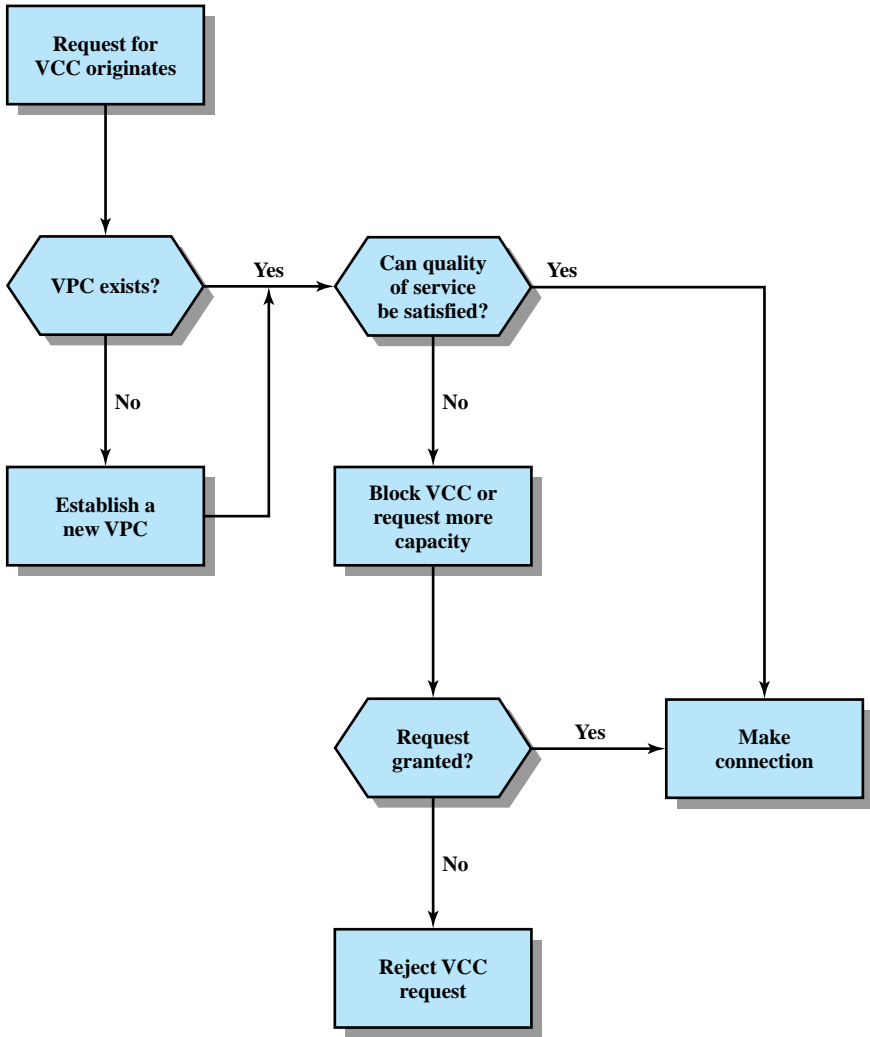 Request for
VCC originates
VPC exists?
Yes
Can quality
of service
be satisfied?
Yes
No
No
Establish a
new VPC
Block VCC or
request more
capacity
Request
granted?
Yes
Make
connection
No
Reject VCC
request